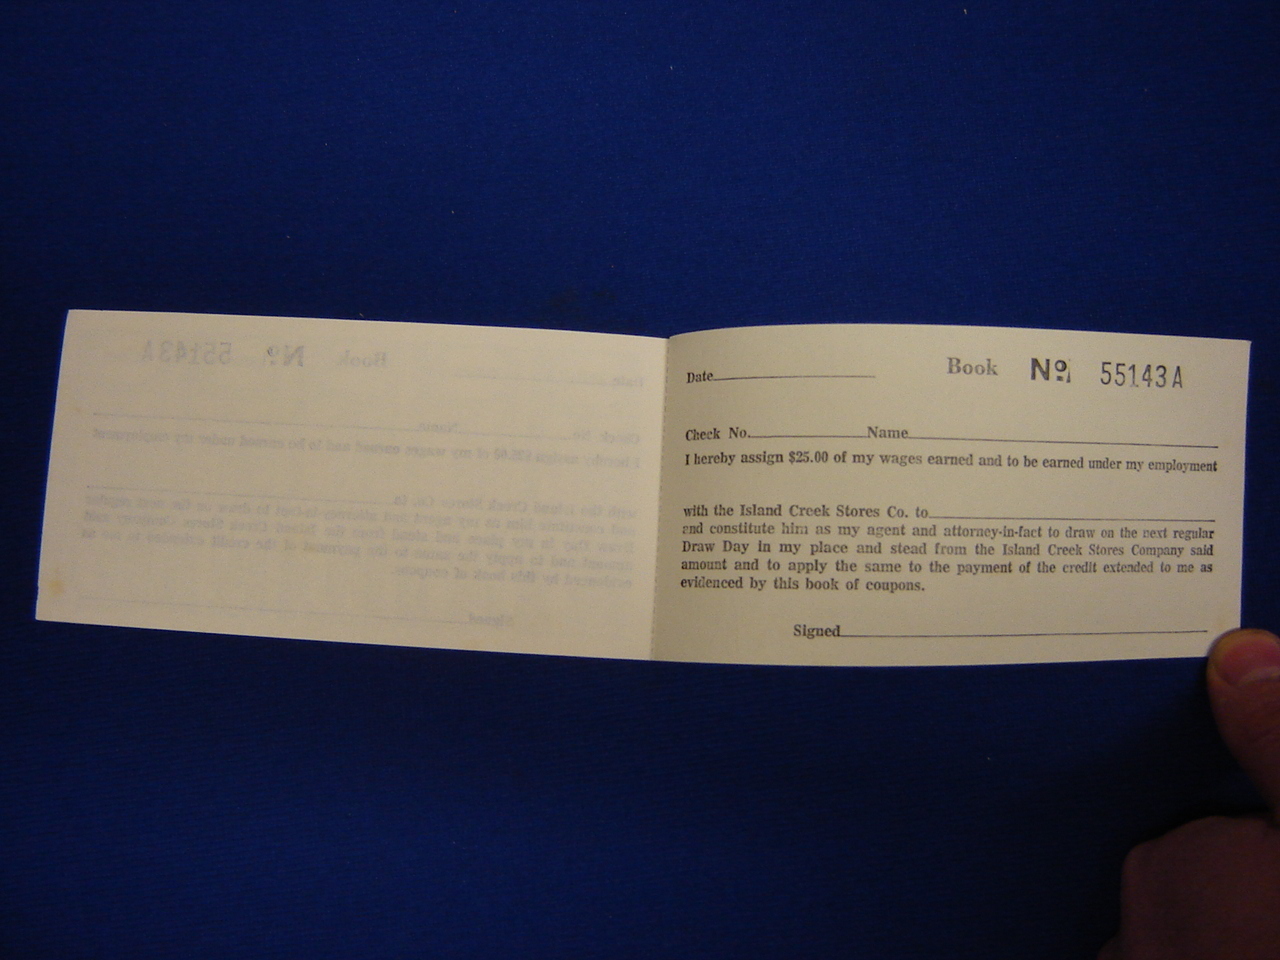 Date
Book Nº 55143A
Check No. Name
I hereby assign $25.00 of my wages earned and to be earned under my employment
with the Island Creek Stores Co. to
and constitute him as my agent and attorney-in-fact to draw on the next regular
Draw Day in my place and stead from the Island Creek Stores Company said
amount and to apply the same to the payment of the credit extended to me as
evidenced by this book of coupons.
Signed